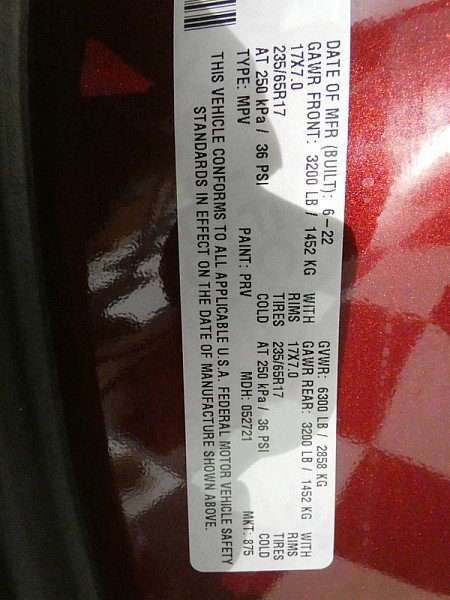 DATE OF MFR (BUILT): 6-22 GVWR: 6300 LB / 2858 KG
GAWR FRONT: 3200 LB / 1452 KG WITH GAWR REAR: 3200 LB / 1452 KG WITH
17X7.0 RIMS 17X7.0 RIMS
235/65R17 TIRES 235/65R17 TIRES
AT 250 kPa / 36 PSI COLD AT 250 kPa / 36 PSI COLD
TYPE: MPV PAINT: PRV MDH: 052721 MKT: 875
THIS VEHICLE CONFORMS TO ALL APPLICABLE U.S.A. FEDERAL MOTOR VEHICLE SAFETY
STANDARDS IN EFFECT ON THE DATE OF MANUFACTURE SHOWN ABOVE.